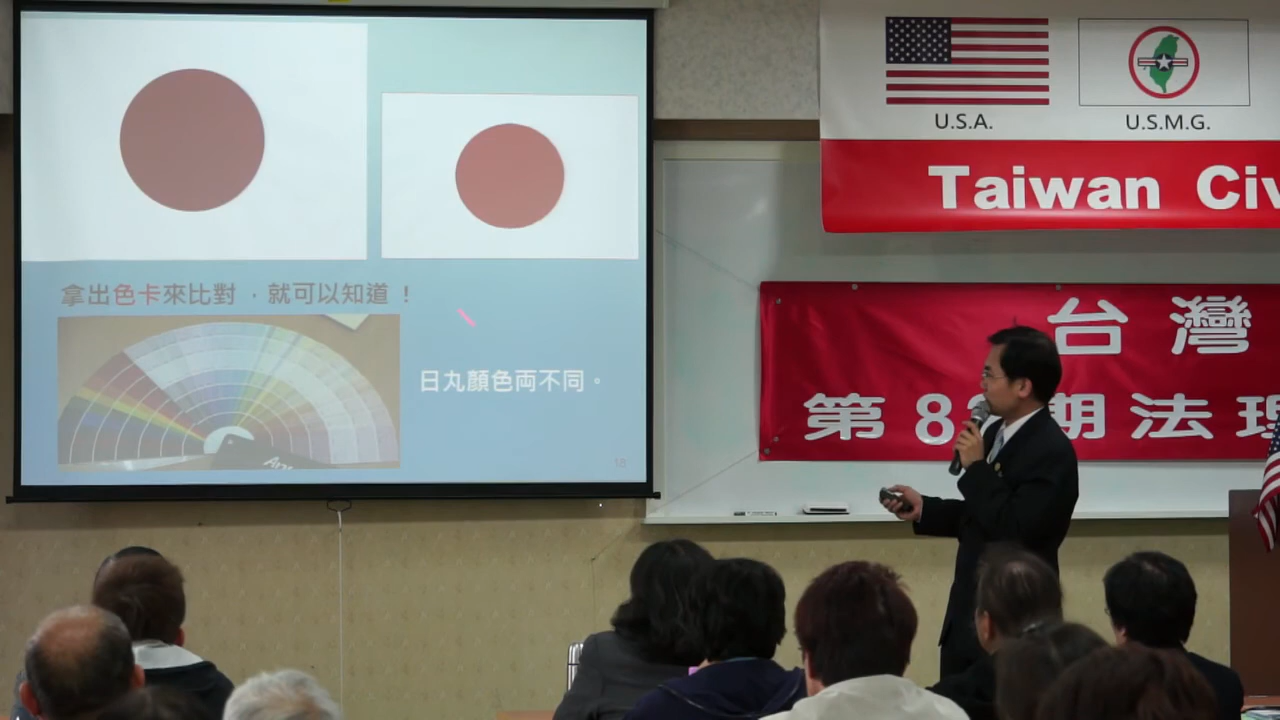 拿出色卡來比對，就可以知道！
日丸顏色両不同。
U.S.A.
U.S.M.G.
Taiwan Civ
台灣
第8 期法理